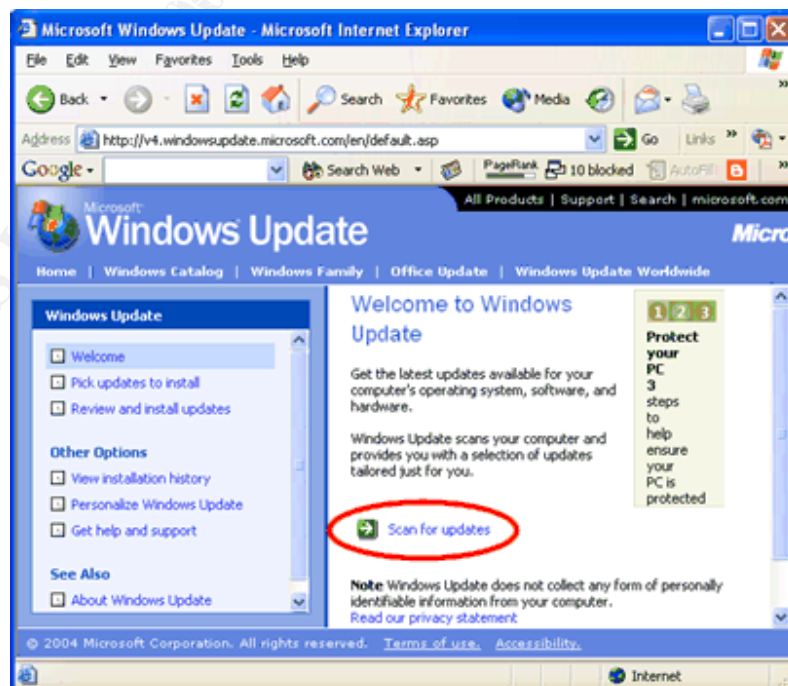 Microsoft Windows Update - Microsoft Internet Explorer
File Edit View Favorites Tools Help
Back Search Favorites Media
Address http://v4.windowsupdate.microsoft.com/en/default.asp Go Links
Google Search Web PageRank 10 blocked AutoFill
All Products | Support | Search | microsoft.com
Microsoft
Windows Update
Micro
Home | Windows Catalog | Windows Family | Office Update | Windows Update Worldwide
Windows Update
Welcome
Pick updates to install
Review and install updates
Other Options
View installation history
Personalize Windows Update
Get help and support
See Also
About Windows Update
Welcome to Windows
Update
Get the latest updates available for your
computer's operating system, software, and
hardware.
Windows Update scans your computer and
provides you with a selection of updates
tailored just for you.
Scan for updates
Note Windows Update does not collect any form of personally
identifiable information from your computer.
Read our privacy statement
1 2 3
Protect
your
PC
3
steps
to
help
ensure
your
PC is
protected
© 2004 Microsoft Corporation. All rights reserved. Terms of use. Accessibility.
Internet